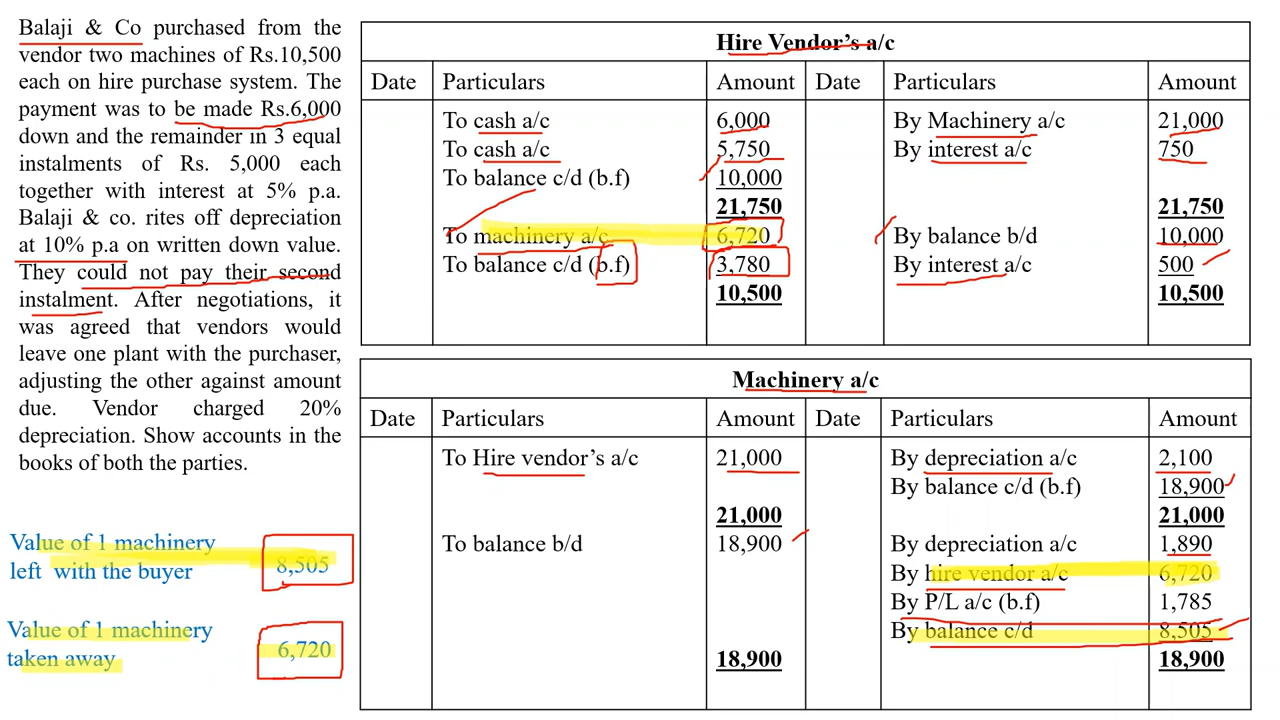 Balaji & Co purchased from the
vendor two machines of Rs.10,500
each on hire purchase system. The
payment was to be made Rs.6,000
down and the remainder in 3 equal
instalments of Rs. 5,000 each
together with interest at 5% p.a.
Balaji & co. rites off depreciation
at 10% p.a on written down value.
They could not pay their second
instalment. After negotiations, it
was agreed that vendors would
leave one plant with the purchaser,
adjusting the other against amount
due. Vendor charged 20%
depreciation. Show accounts in the
books of both the parties.
Value of 1 machinery
left with the buyer 8,505
Value of 1 machinery
taken away 6,720
Hire Vendor's a/c
Date Particulars Amount Date Particulars Amount
To cash a/c 6,000 By Machinery a/c 21,000
To cash a/c 5,750 By interest a/c 750
To balance c/d (b.f) 10,000
21,750 21,750
To machinery a/c 6,720 By balance b/d 10,000
To balance c/d (b.f) 3,780 By interest a/c 500
10,500 10,500
Machinery a/c
Date Particulars Amount Date Particulars Amount
To Hire vendor's a/c 21,000 By depreciation a/c 2,100
By balance c/d (b.f) 18,900
21,000 21,000
To balance b/d 18,900 By depreciation a/c 1,890
By hire vendor a/c 6,720
By P/L a/c (b.f) 1,785
By balance c/d 8,505
18,900 18,900